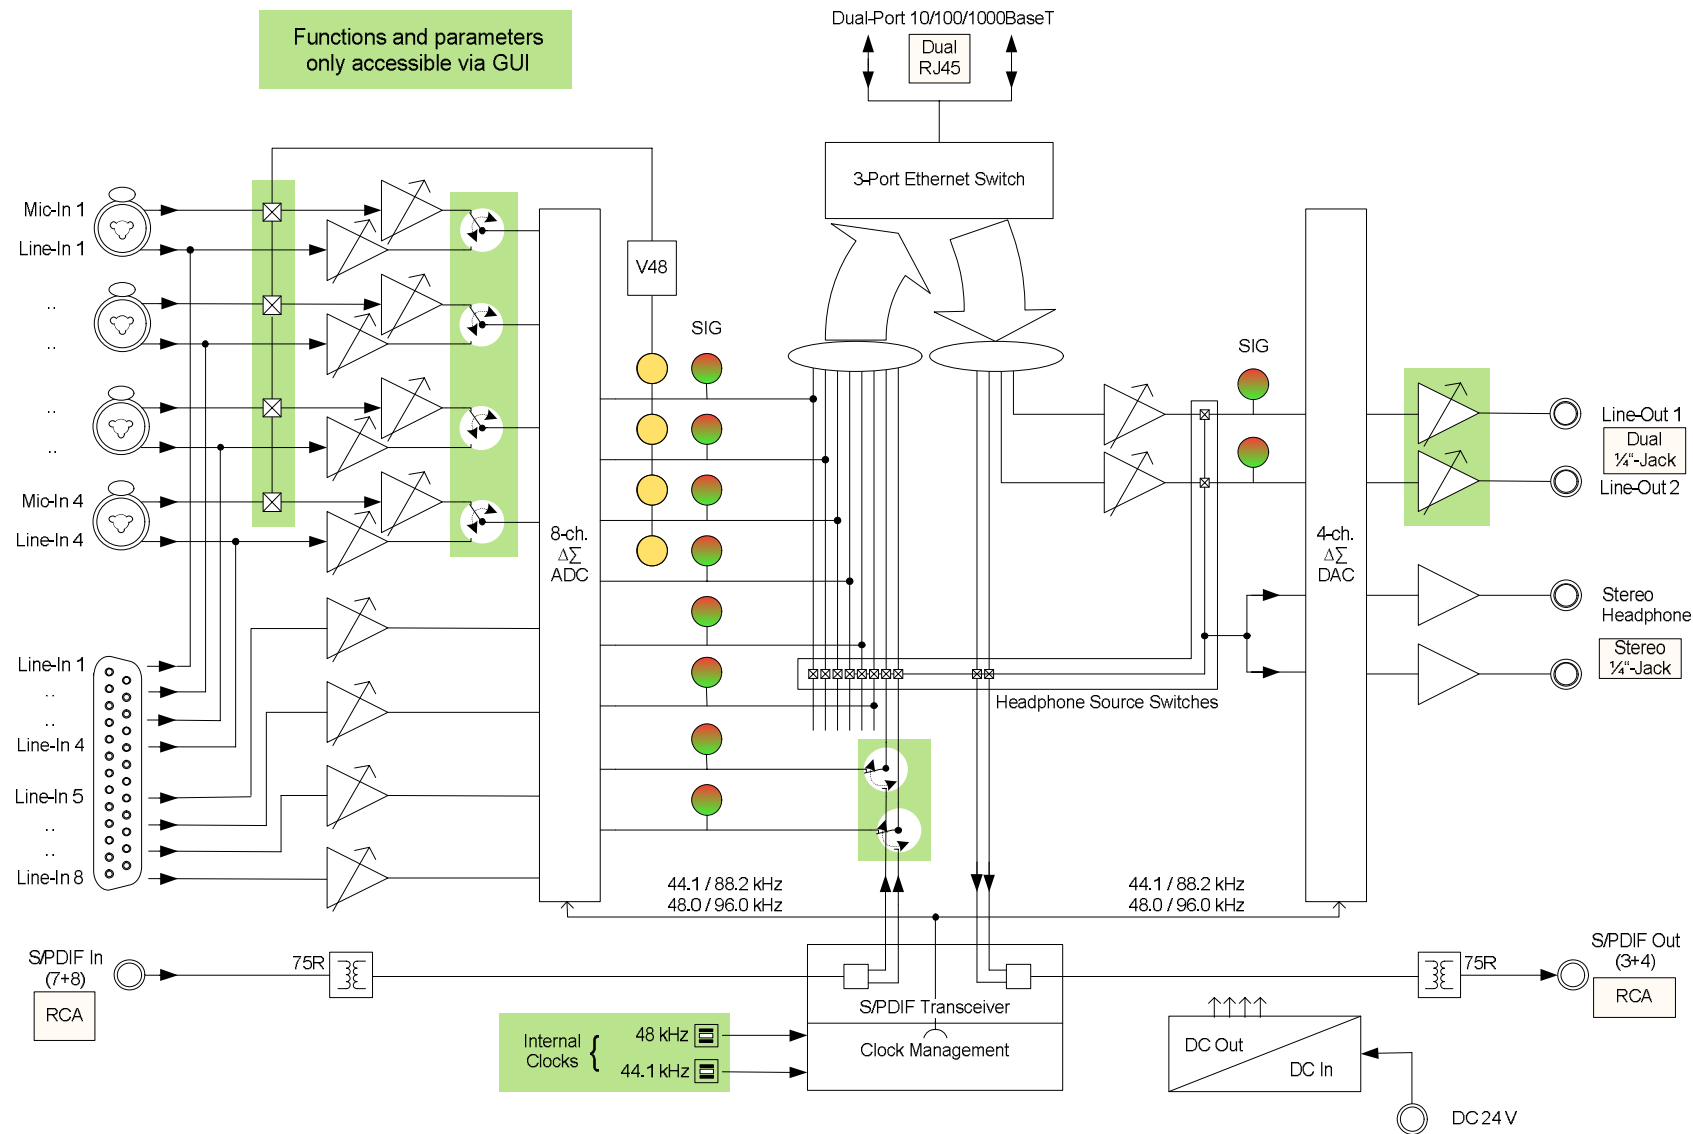 Functions and parameters
only accessible via GUI
Dual-Port 10/100/1000BaseT
Dual
RJ45
3-Port Ethernet Switch
Mic-In 1
Line-In 1
..
..
..
..
Mic-In 4
Line-In 4
V48
SIG
SIG
8-ch.
ΔΣ
ADC
4-ch.
ΔΣ
DAC
Line-Out 1
Dual
¼“-Jack
Line-Out 2
Stereo
Headphone
Stereo
¼“-Jack
Line-In 1
..
..
Line-In 4
Line-In 5
..
..
Line-In 8
Headphone Source Switches
44.1 / 88.2 kHz
48.0 / 96.0 kHz
44.1 / 88.2 kHz
48.0 / 96.0 kHz
S/PDIF In
(7+8)
RCA
75R
S/PDIF Transceiver
Clock Management
Internal
Clocks {
48 kHz
44.1 kHz
75R
S/PDIF Out
(3+4)
RCA
DC Out
DC In
DC 24 V